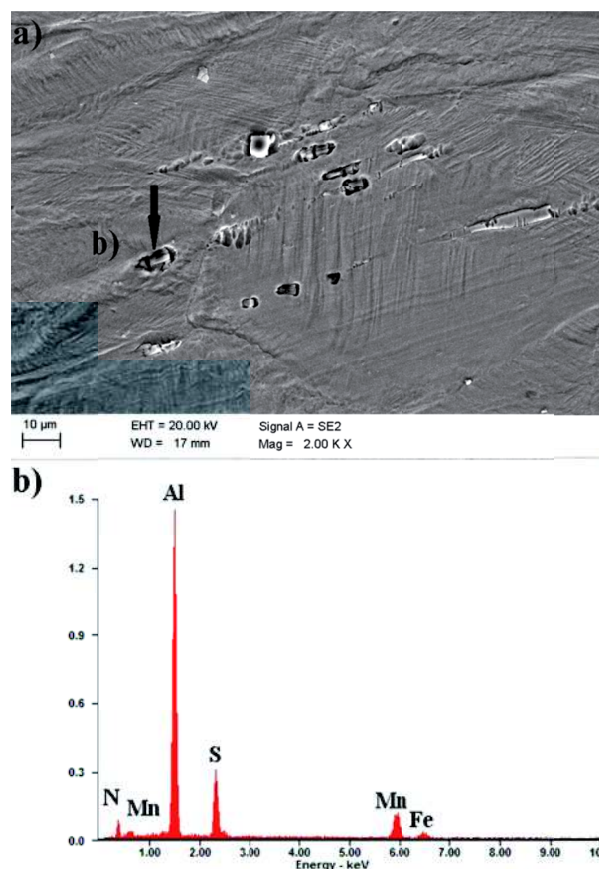 a)
b)
10 µm
EHT = 20.00 kV Signal A = SE2
WD = 17 mm Mag = 2.00 K X
b)
Al
1.5
1.2
0.9
0.6
S
0.3
N Mn Mn Fe
0.0
1.00 2.00 3.00 4.00 5.00 6.00 7.00 8.00 9.00 10
Energy - keV